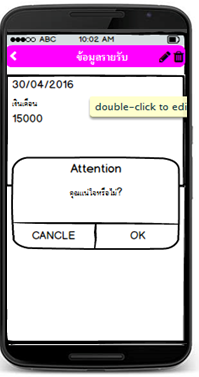 ABC 10:02 AM
ข้อมูลรายรับ
30/04/2016
double-click to edi
เงินเดือน
15000
Attention
คุณแน่ใจหรือไม่?
CANCLE OK